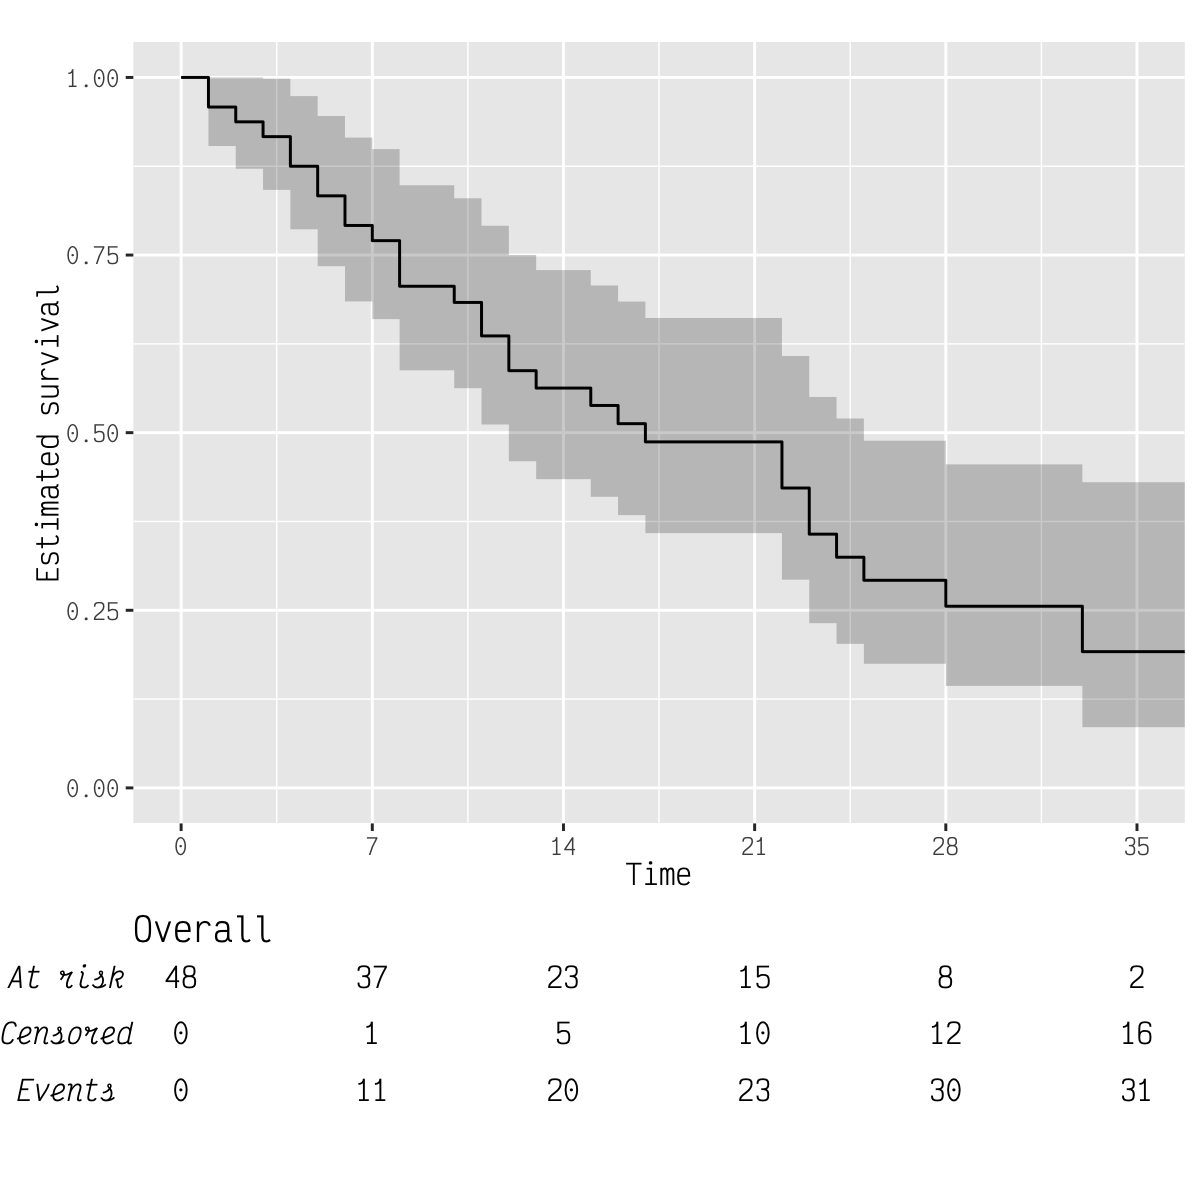 Estimated survival
1.00
0.75
0.50
0.25
0.00
0 7 14 21 28 35
Time
Overall
At risk 48 37 23 15 8 2
Censored 0 1 5 10 12 16
Events 0 11 20 23 30 31